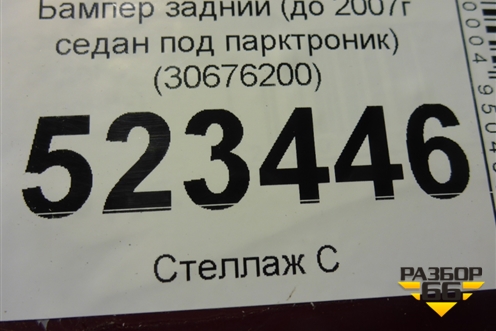 Бампер задний (до 2007г
седан под парктроник)
(30676200)
523446
Стеллаж С
РАЗБОР
66